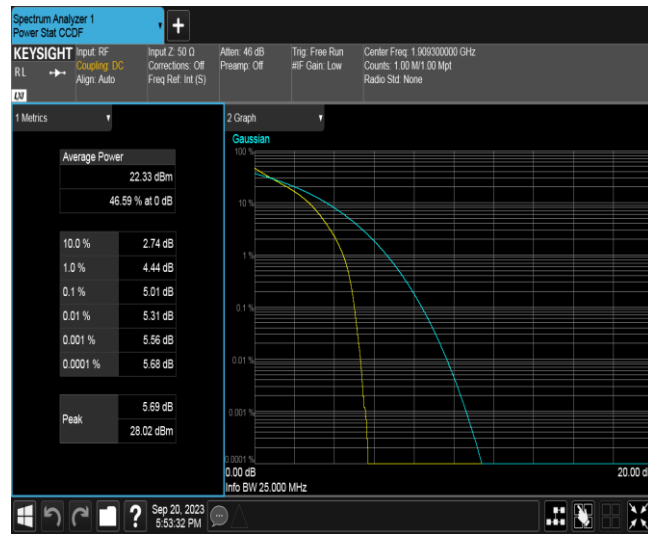 Spectrum Analyzer 1
Power Stat CCDF
+
KEYSIGHT
RL
LXI
Input: RF
Coupling: DC
Align: Auto
Input Z: 50 Ω
Corrections: Off
Freq Ref: Int (S)
Atten: 46 dB
Preamp: Off
Trig: Free Run
#IF Gain: Low
Center Freq: 1.909300000 GHz
Counts: 1.00 M/1.00 Mpt
Radio Std: None
1 Metrics
Average Power
22.33 dBm
46.59 % at 0 dB
10.0 % 2.74 dB
1.0 % 4.44 dB
0.1 % 5.01 dB
0.01 % 5.31 dB
0.001 % 5.56 dB
0.0001 % 5.68 dB
Peak
5.69 dB
28.02 dBm
2 Graph
Gaussian
100 %
10 %
1 %
0.1 %
0.01 %
0.001 %
0.0001 %
0.00 dB
20.00 d
Info BW 25.000 MHz
?
Sep 20, 2023
5:53:32 PM